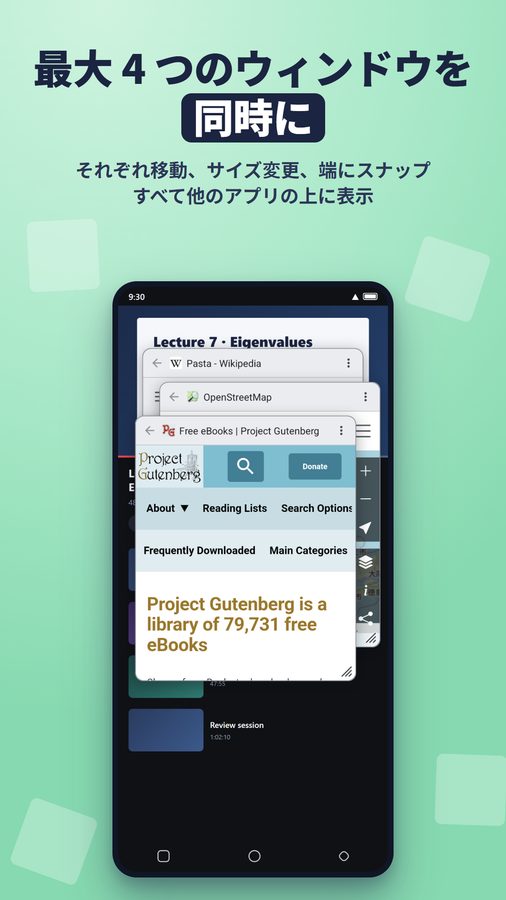 最大 4 つのウィンドウを
同時に
それぞれ移動、サイズ変更、端にスナップ
すべて他のアプリの上に表示
9:30
Lecture 7 · Eigenvalues
Pasta - Wikipedia
OpenStreetMap
Free eBooks | Project Gutenberg
Project
Gutenberg
Donate
About ▼ Reading Lists Search Options
Frequently Downloaded Main Categories
Project Gutenberg is a
library of 79,731 free
eBooks
47:55
Review session
1:02:10